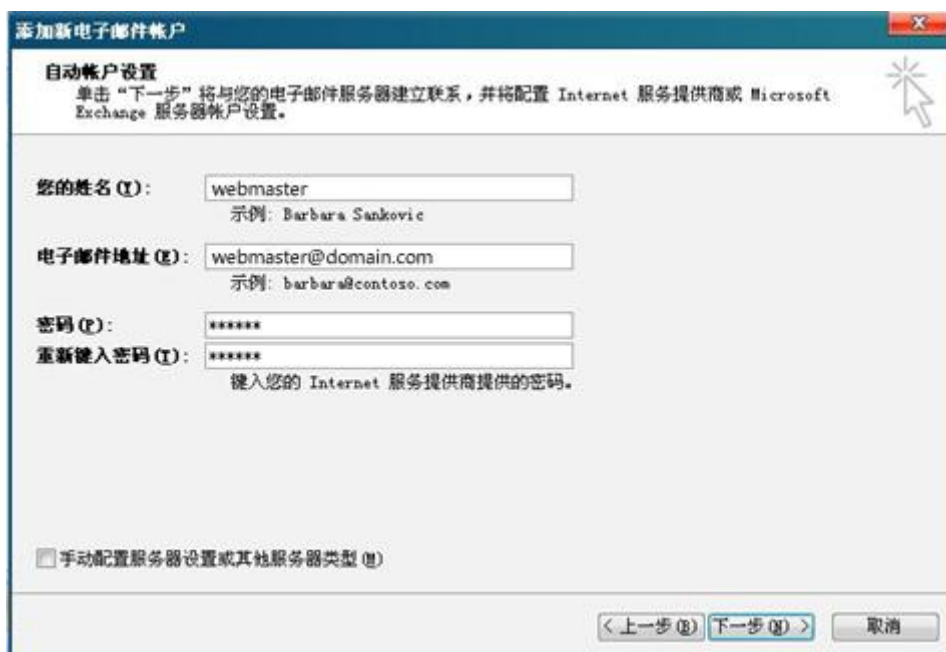 添加新电子邮件帐户
自动帐户设置
单击“下一步”将与您的电子邮件服务器建立联系，并将配置 Internet 服务提供商或 Microsoft
Exchange 服务器帐户设置。
您的姓名(Y)： webmaster
示例: Barbara Sankovic
电子邮件地址(E)： webmaster@domain.com
示例: barbara@contoso.com
密码(P)： ******
重新键入密码(T)： ******
键入您的 Internet 服务提供商提供的密码。
手动配置服务器设置或其他服务器类型(M)
< 上一步(B) 下一步(N) > 取消